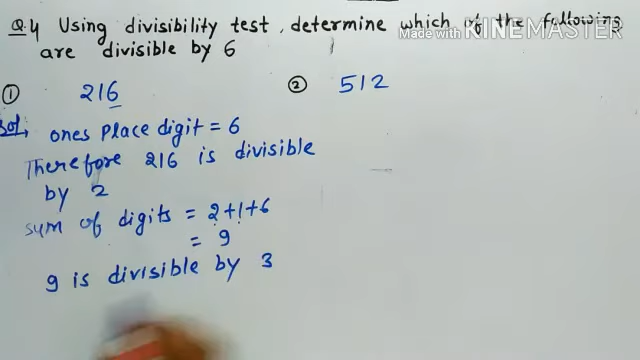 Q.4 Using divisibility test, determine which of the following
are divisible by 6
Made with KINEMASTER
① 216
② 512
Sol, ones place digit = 6
Therefore 216 is divisible
by 2
sum of digits = 2+1+6
= 9
9 is divisible by 3